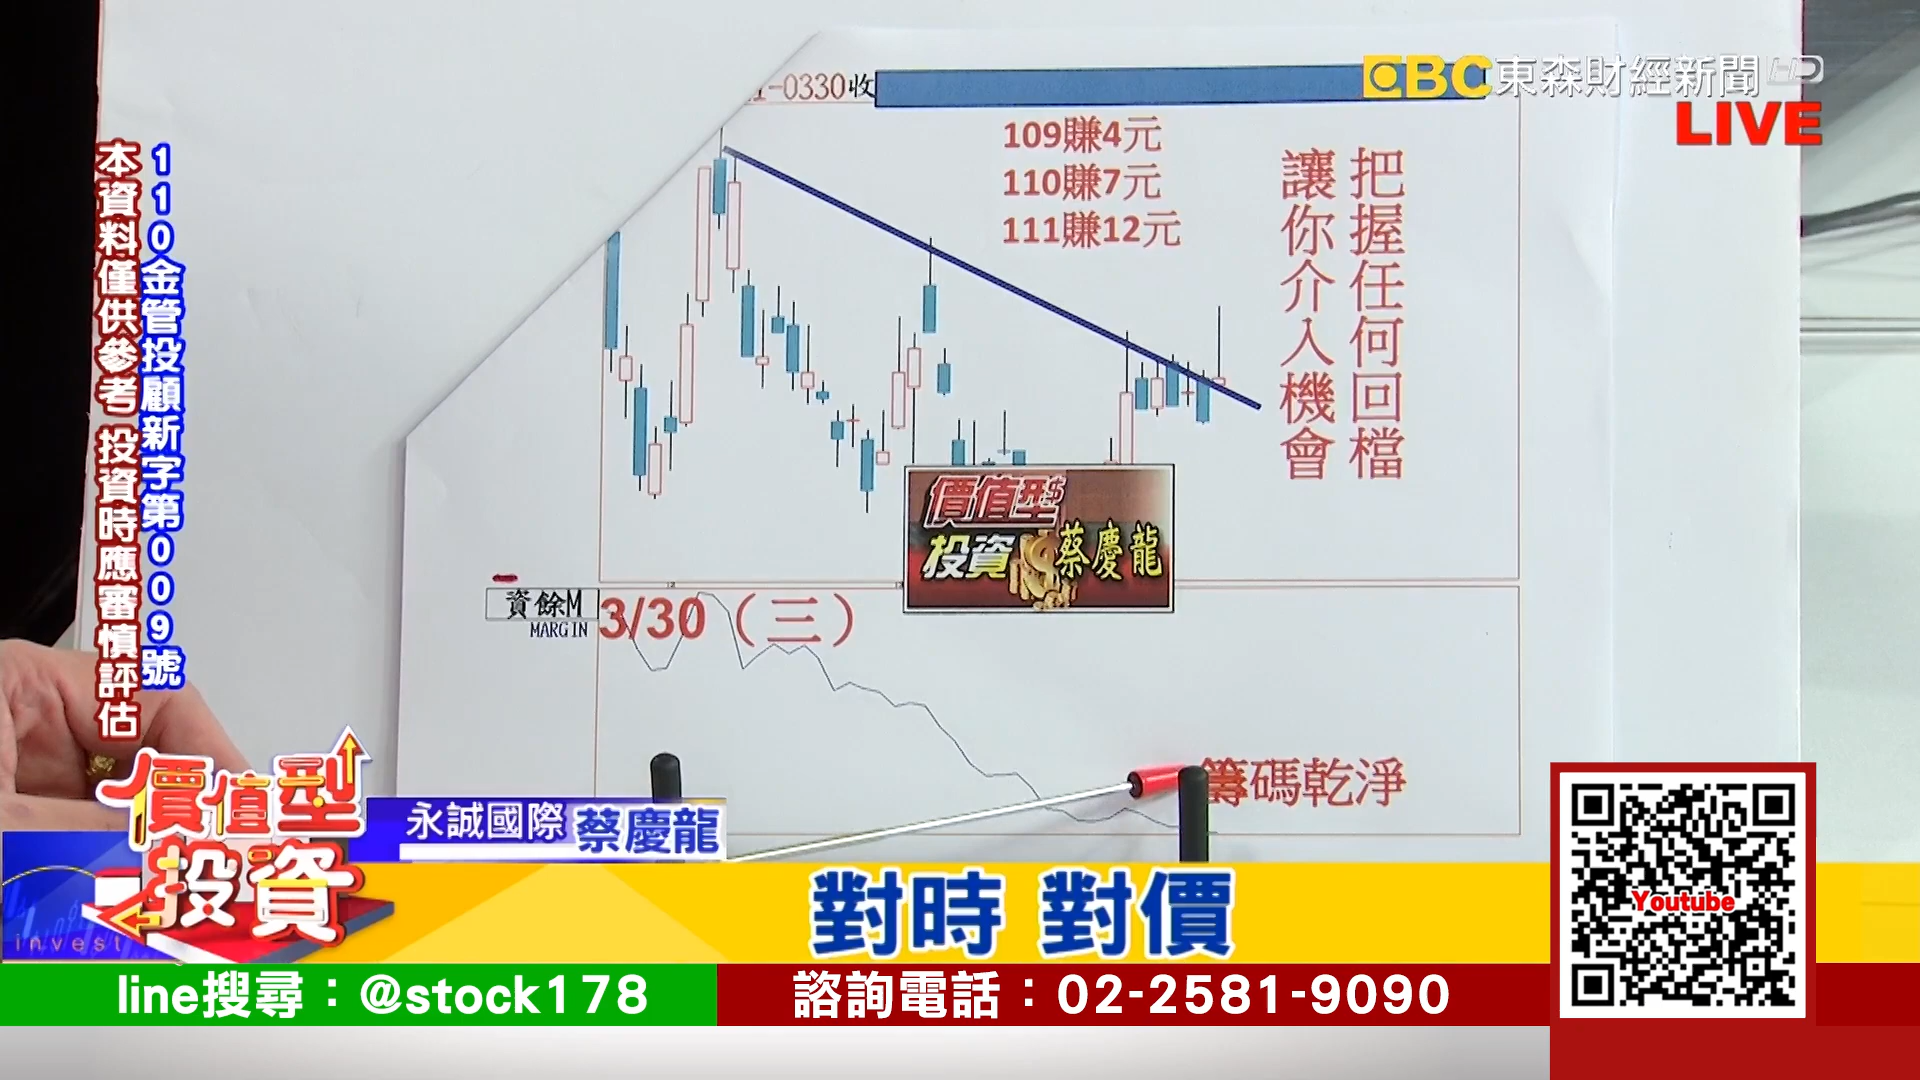 EBC東森財經新聞HD
LIVE
-0330收
109賺4元
110賺7元
111賺12元
把握任何回檔
讓你介入機會
110金管投顧新字第009號
本資料僅供參考 投資時應審慎評估
價值型
投資
蔡慶龍
資餘M
MARGIN
3/30（三）
籌碼乾淨
價值型
投資
invest
永誠國際 蔡慶龍
對時 對價
Youtube
line搜尋：@stock178
諮詢電話：02-2581-9090